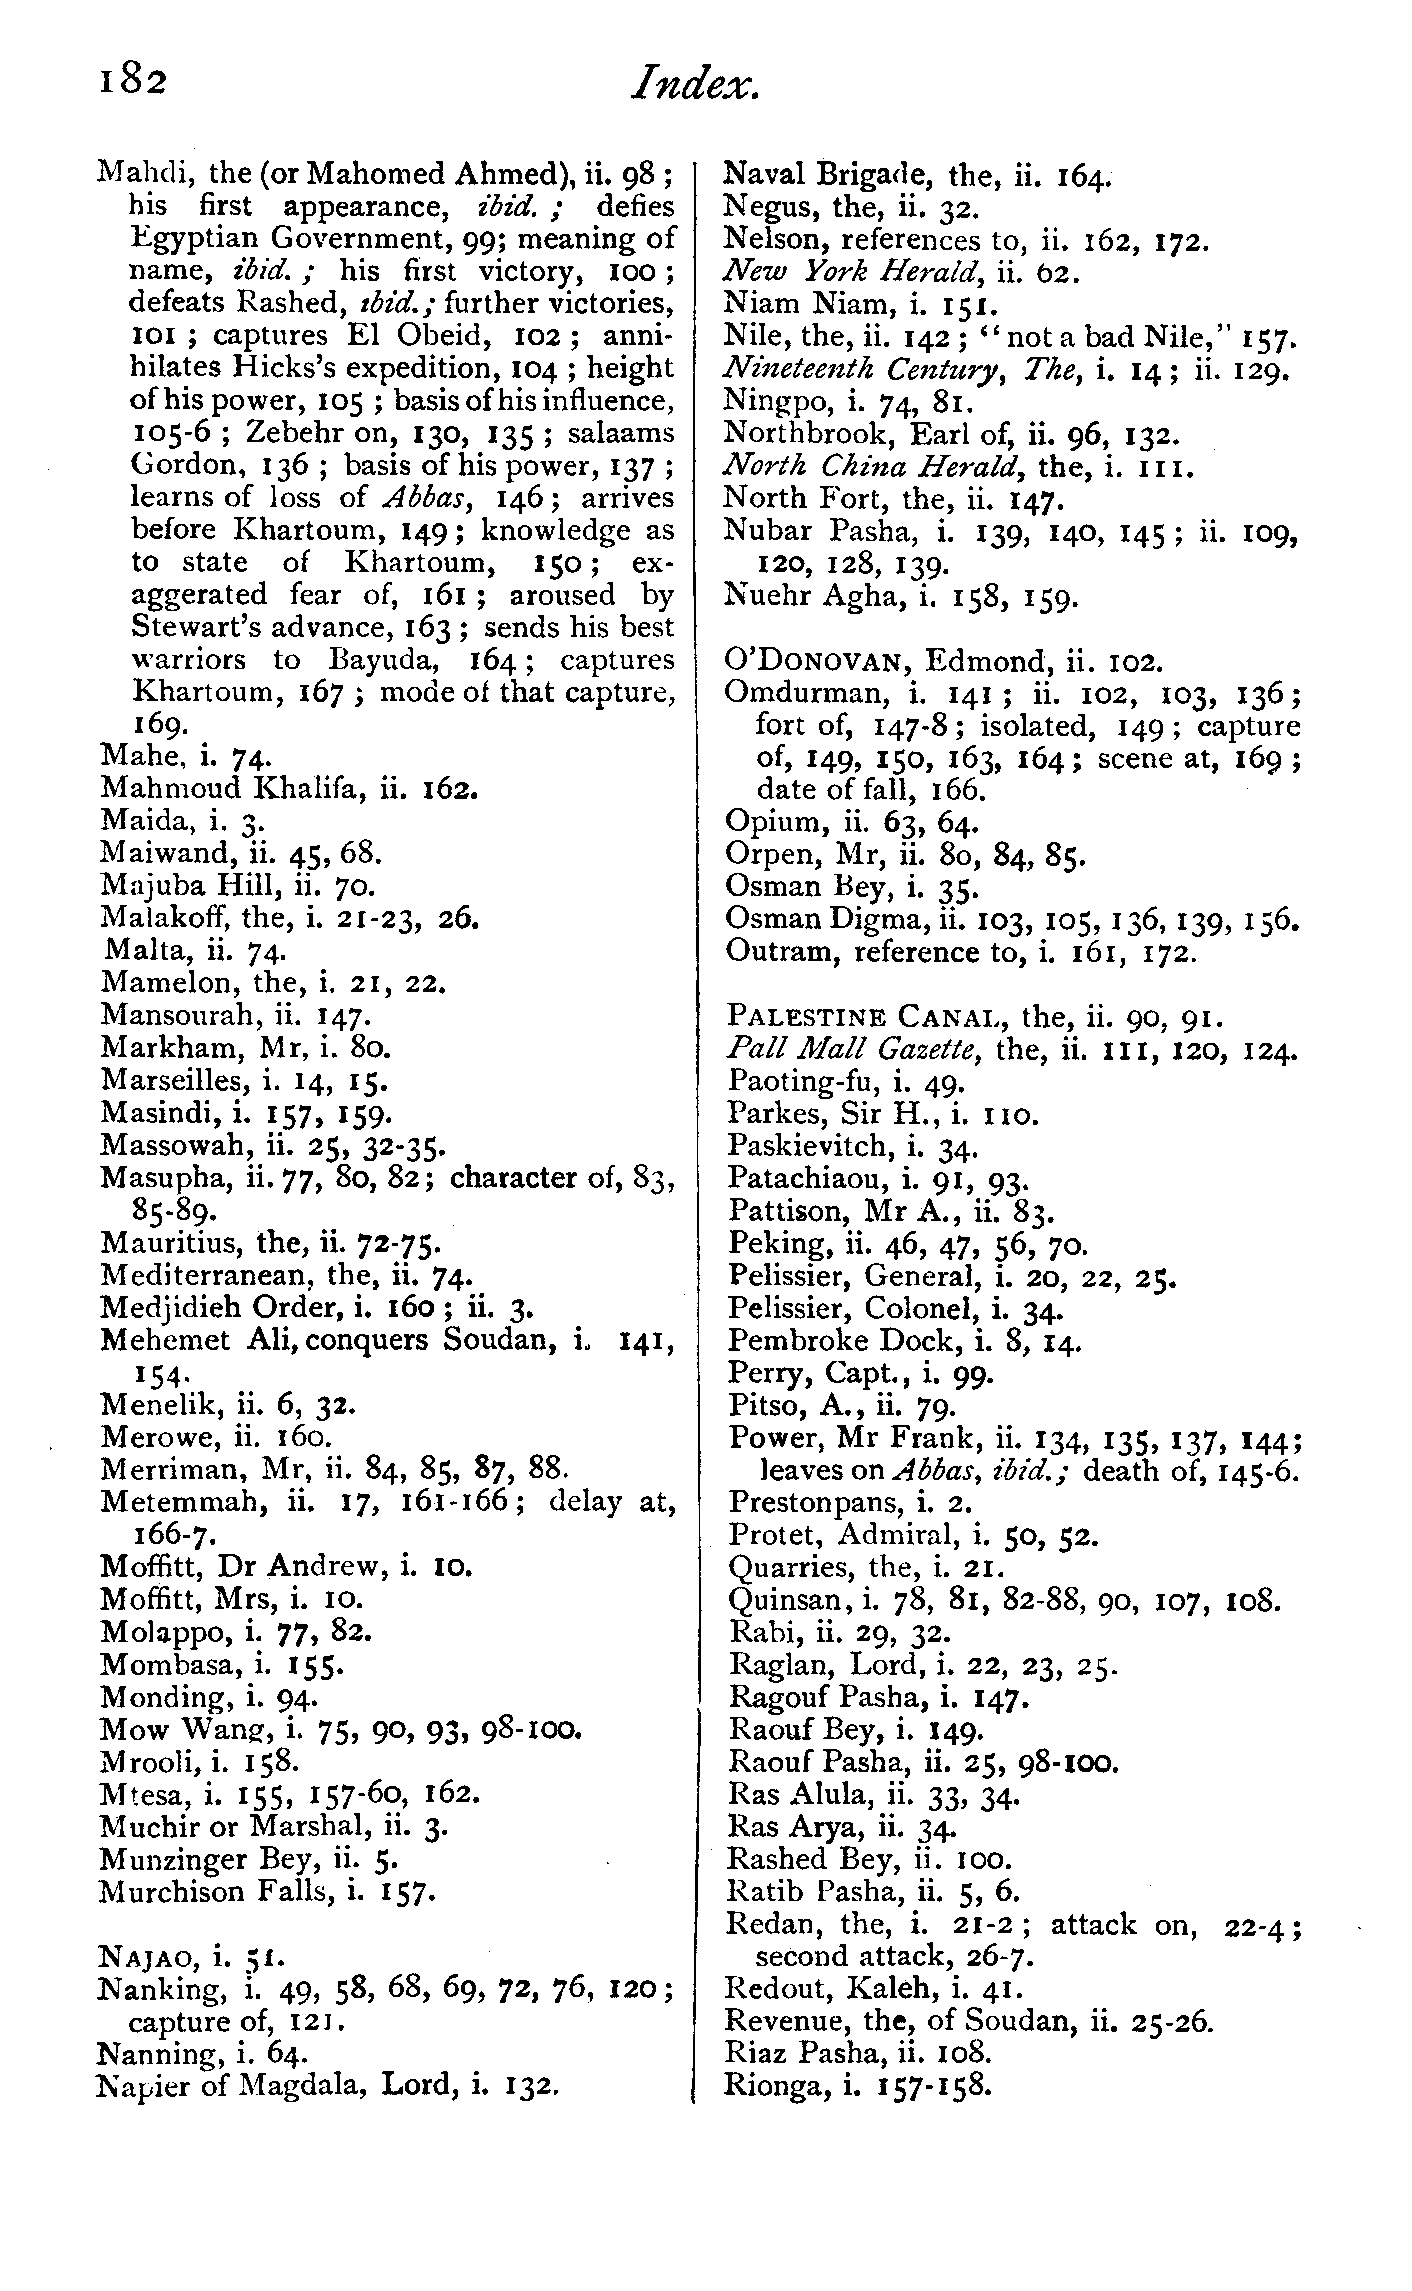 182
Index.
Mahdi, the (or Mahomed Ahmed), ii. 98 ;
his first appearance, ibid. ; defies
Egyptian Government, 99; meaning of
name, ibid. ; his first victory, 100 ;
defeats Rashed, ibid.; further victories,
101 ; captures El Obeid, 102 ; anni-
hilates Hicks's expedition, 104 ; height
of his power, 105 ; basis of his influence,
105-6 ; Zebehr on, 130, 135 ; salaams
Gordon, 136 ; basis of his power, 137 ;
learns of loss of Abbas, 146 ; arrives
before Khartoum, 149 ; knowledge as
to state of Khartoum, 150 ; ex-
aggerated fear of, 161 ; aroused by
Stewart's advance, 163 ; sends his best
warriors to Bayuda, 164 ; captures
Khartoum, 167 ; mode of that capture,
169.
Mahe, i. 74.
Mahmoud Khalifa, ii. 162.
Maida, i. 3.
Maiwand, ii. 45, 68.
Majuba Hill, ii. 70.
Malakoff, the, i. 21-23, 26.
Malta, ii. 74.
Mamelon, the, i. 21, 22.
Mansourah, ii. 147.
Markham, Mr, i. 80.
Marseilles, i. 14, 15.
Masindi, i. 157, 159.
Massowah, ii. 25, 32-35.
Masupha, ii. 77, 80, 82 ; character of, 83,
85-89.
Mauritius, the, ii. 72-75.
Mediterranean, the, ii. 74.
Medjidieh Order, i. 160 ; ii. 3.
Mehemet Ali, conquers Soudan, i. 141,
154.
Menelik, ii. 6, 32.
Merowe, ii. 160.
Merriman, Mr, ii. 84, 85, 87, 88.
Metemmah, ii. 17, 161-166 ; delay at,
166-7.
Moffitt, Dr Andrew, i. 10.
Moffitt, Mrs, i. 10.
Molappo, i. 77, 82.
Mombasa, i. 155.
Monding, i. 94.
Mow Wang, i. 75, 90, 93, 98-100.
Mrooli, i. 158.
Mtesa, i. 155, 157-60, 162.
Muchir or Marshal, ii. 3.
Munzinger Bey, ii. 5.
Murchison Falls, i. 157.
NAJAO, i. 51.
Nanking, i. 49, 58, 68, 69, 72, 76, 120 ;
capture of, 121.
Nanning, i. 64.
Napier of Magdala, Lord, i. 132.
Naval Brigade, the, ii. 164.
Negus, the, ii. 32.
Nelson, references to, ii. 162, 172.
New York Herald, ii. 62.
Niam Niam, i. 151.
Nile, the, ii. 142 ; "not a bad Nile," 157.
Nineteenth Century, The, i. 14 ; ii. 129.
Ningpo, i. 74, 81.
Northbrook, Earl of, ii. 96, 132.
North China Herald, the, i. 111.
North Fort, the, ii. 147.
Nubar Pasha, i. 139, 140, 145 ; ii. 109,
120, 128, 139.
Nuehr Agha, i. 158, 159.
O'DONOVAN, Edmond, ii. 102.
Omdurman, i. 141 ; ii. 102, 103, 136 ;
fort of, 147-8 ; isolated, 149 ; capture
of, 149, 150, 163, 164 ; scene at, 169 ;
date of fall, 166.
Opium, ii. 63, 64.
Orpen, Mr, ii. 80, 84, 85.
Osman Bey, i. 35.
Osman Digma, ii. 103, 105, 136, 139, 156.
Outram, reference to, i. 161, 172.
PALESTINE CANAL, the, ii. 90, 91.
Pall Mall Gazette, the, ii. 111, 120, 124.
Paoting-fu, i. 49.
Parkes, Sir H., i. 110.
Paskievitch, i. 34.
Patachiaou, i. 91, 93.
Pattison, Mr A., ii. 83.
Peking, ii. 46, 47, 56, 70.
Pelissier, General, i. 20, 22, 25.
Pelissier, Colonel, i. 34.
Pembroke Dock, i. 8, 14.
Perry, Capt., i. 99.
Pitso, A., ii. 79.
Power, Mr Frank, ii. 134, 135, 137, 144 ;
leaves on Abbas, ibid.; death of, 145-6.
Prestonpans, i. 2.
Protet, Admiral, i. 50, 52.
Quarries, the, i. 21.
Quinsan, i. 78, 81, 82-88, 90, 107, 108.
Rabi, ii. 29, 32.
Raglan, Lord, i. 22, 23, 25.
Ragouf Pasha, i. 147.
Raouf Bey, i. 149.
Raouf Pasha, ii. 25, 98-100.
Ras Alula, ii. 33, 34.
Ras Arya, ii. 34.
Rashed Bey, ii. 100.
Ratib Pasha, ii. 5, 6.
Redan, the, i. 21-2 ; attack on, 22-4 ;
second attack, 26-7.
Redout, Kaleh, i. 41.
Revenue, the, of Soudan, ii. 25-26.
Riaz Pasha, ii. 108.
Rionga, i. 157-158.